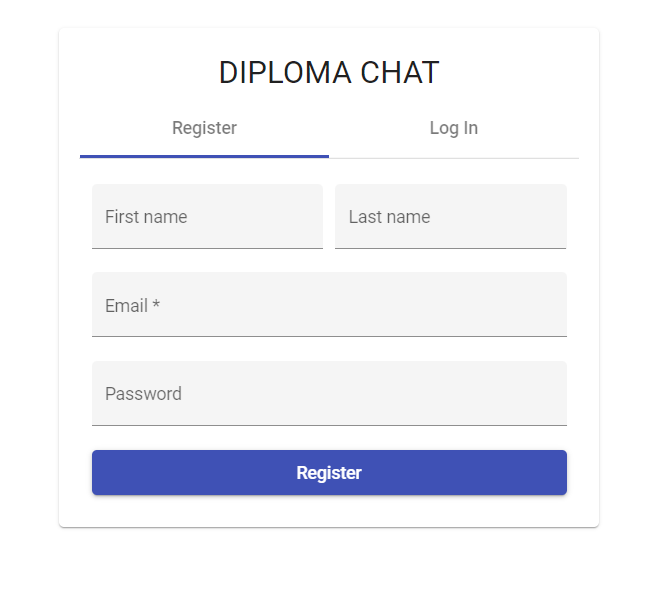 DIPLOMA CHAT
Register Log In
First name Last name
Email *
Password
Register